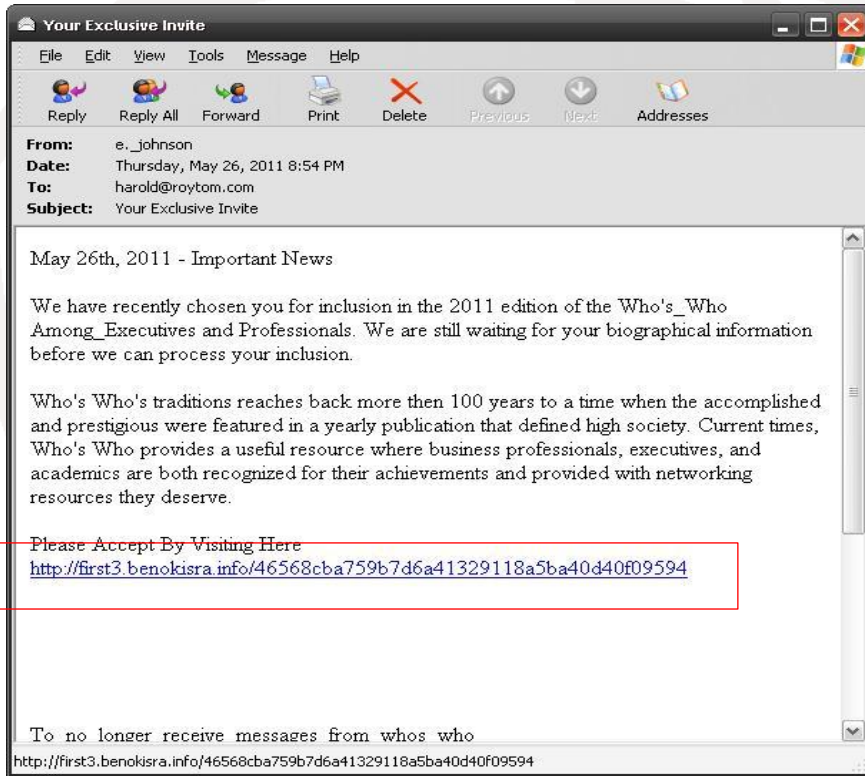 Your Exclusive Invite
File Edit View Tools Message Help
Reply Reply All Forward Print Delete Previous Next Addresses
From: e._johnson
Date: Thursday, May 26, 2011 8:54 PM
To: harold@roytom.com
Subject: Your Exclusive Invite
May 26th, 2011 - Important News
We have recently chosen you for inclusion in the 2011 edition of the Who's_Who
Among_Executives and Professionals. We are still waiting for your biographical information
before we can process your inclusion.
Who's Who's traditions reaches back more then 100 years to a time when the accomplished
and prestigious were featured in a yearly publication that defined high society. Current times,
Who's Who provides a useful resource where business professionals, executives, and
academics are both recognized for their achievements and provided with networking
resources they deserve.
Please Accept By Visiting Here
http://first3.benokisra.info/46568cba759b7d6a41329118a5ba40d40f09594
To no longer receive messages from whos who
http://first3.benokisra.info/46568cba759b7d6a41329118a5ba40d40f09594